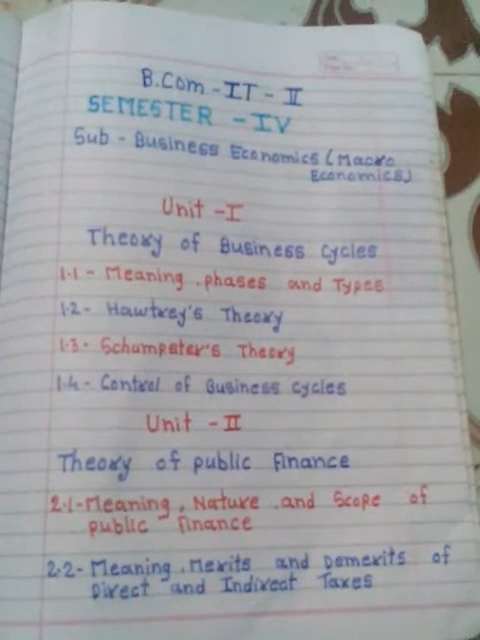 B.Com - IT - II
SEMESTER - IV
Sub - Business Economics (Macro
Economics)
Unit - I
Theory of Business Cycles
1.1 - Meaning, phases and Types
1.2 - Hawtrey's Theory
1.3 - Schumpeter's Theory
1.4 - Control of Business Cycles
Unit - II
Theory of public Finance
2.1 - Meaning, Nature and Scope of
public finance
2.2 - Meaning, Merits and Demerits of
Direct and Indirect Taxes